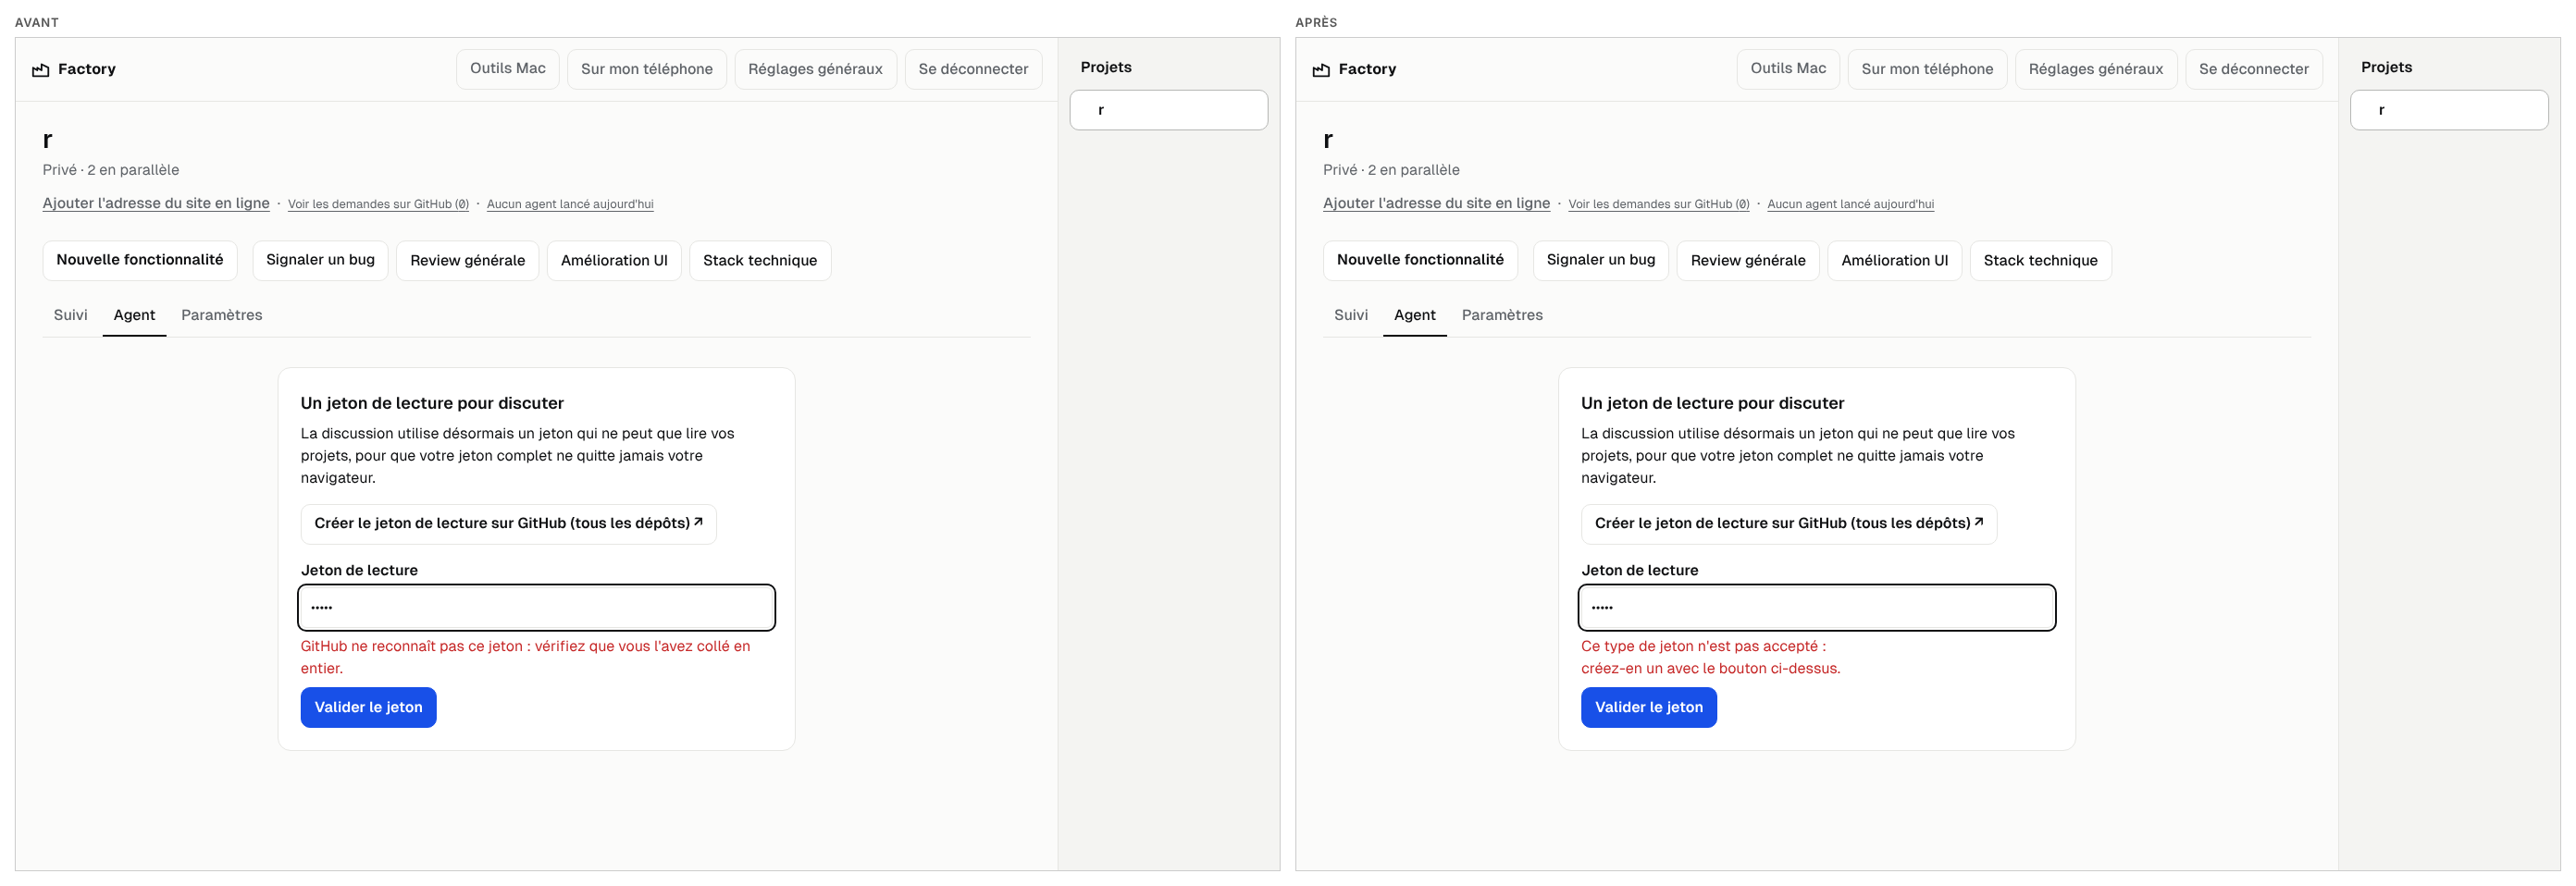 AVANT
Factory
Outils Mac
Sur mon téléphone
Réglages généraux
Se déconnecter
Projets
r
r
Privé · 2 en parallèle
Ajouter l'adresse du site en ligne · Voir les demandes sur GitHub (0) · Aucun agent lancé aujourd'hui
Nouvelle fonctionnalité
Signaler un bug
Review générale
Amélioration UI
Stack technique
Suivi
Agent
Paramètres
Un jeton de lecture pour discuter
La discussion utilise désormais un jeton qui ne peut que lire vos
projets, pour que votre jeton complet ne quitte jamais votre
navigateur.
Créer le jeton de lecture sur GitHub (tous les dépôts) ↗
Jeton de lecture
•••••
GitHub ne reconnaît pas ce jeton : vérifiez que vous l'avez collé en
entier.
Valider le jeton
APRÈS
Factory
Outils Mac
Sur mon téléphone
Réglages généraux
Se déconnecter
Projets
r
r
Privé · 2 en parallèle
Ajouter l'adresse du site en ligne · Voir les demandes sur GitHub (0) · Aucun agent lancé aujourd'hui
Nouvelle fonctionnalité
Signaler un bug
Review générale
Amélioration UI
Stack technique
Suivi
Agent
Paramètres
Un jeton de lecture pour discuter
La discussion utilise désormais un jeton qui ne peut que lire vos
projets, pour que votre jeton complet ne quitte jamais votre
navigateur.
Créer le jeton de lecture sur GitHub (tous les dépôts) ↗
Jeton de lecture
•••••
Ce type de jeton n'est pas accepté :
créez-en un avec le bouton ci-dessus.
Valider le jeton